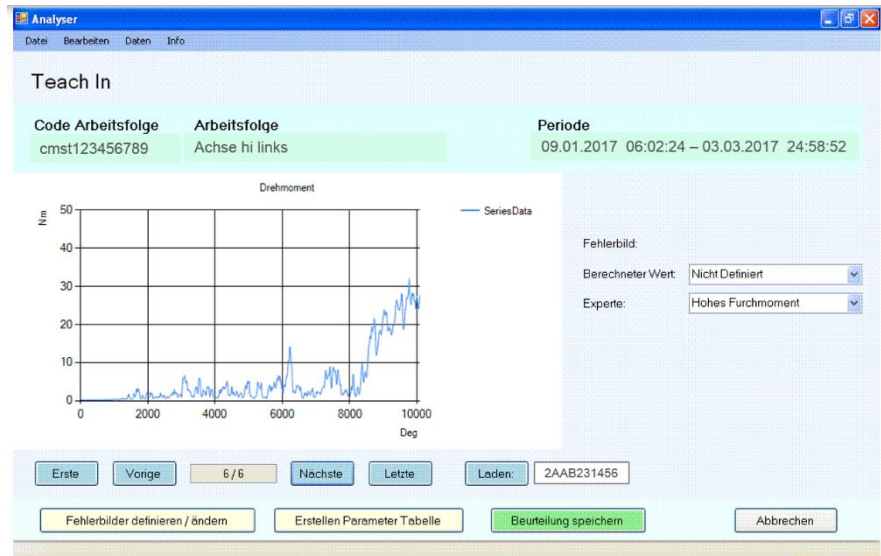 Analyser
Datei Bearbeiten Daten Info
Teach In
Code Arbeitsfolge Arbeitsfolge Periode
cmst123456789 Achse hi links 09.01.2017 06:02:24 – 03.03.2017 24:58:52
Drehmoment
Nm
50
40
30
20
10
0
0 2000 4000 6000 8000 10000
Deg
SeriesData
Fehlerbild:
Berechneter Wert: Nicht Definiert
Experte: Hohes Furchmoment
Erste Vorige 6 / 6 Nächste Letzte Laden: 2AAB231456
Fehlerbilder definieren / ändern Erstellen Parameter Tabelle Beurteilung speichern Abbrechen